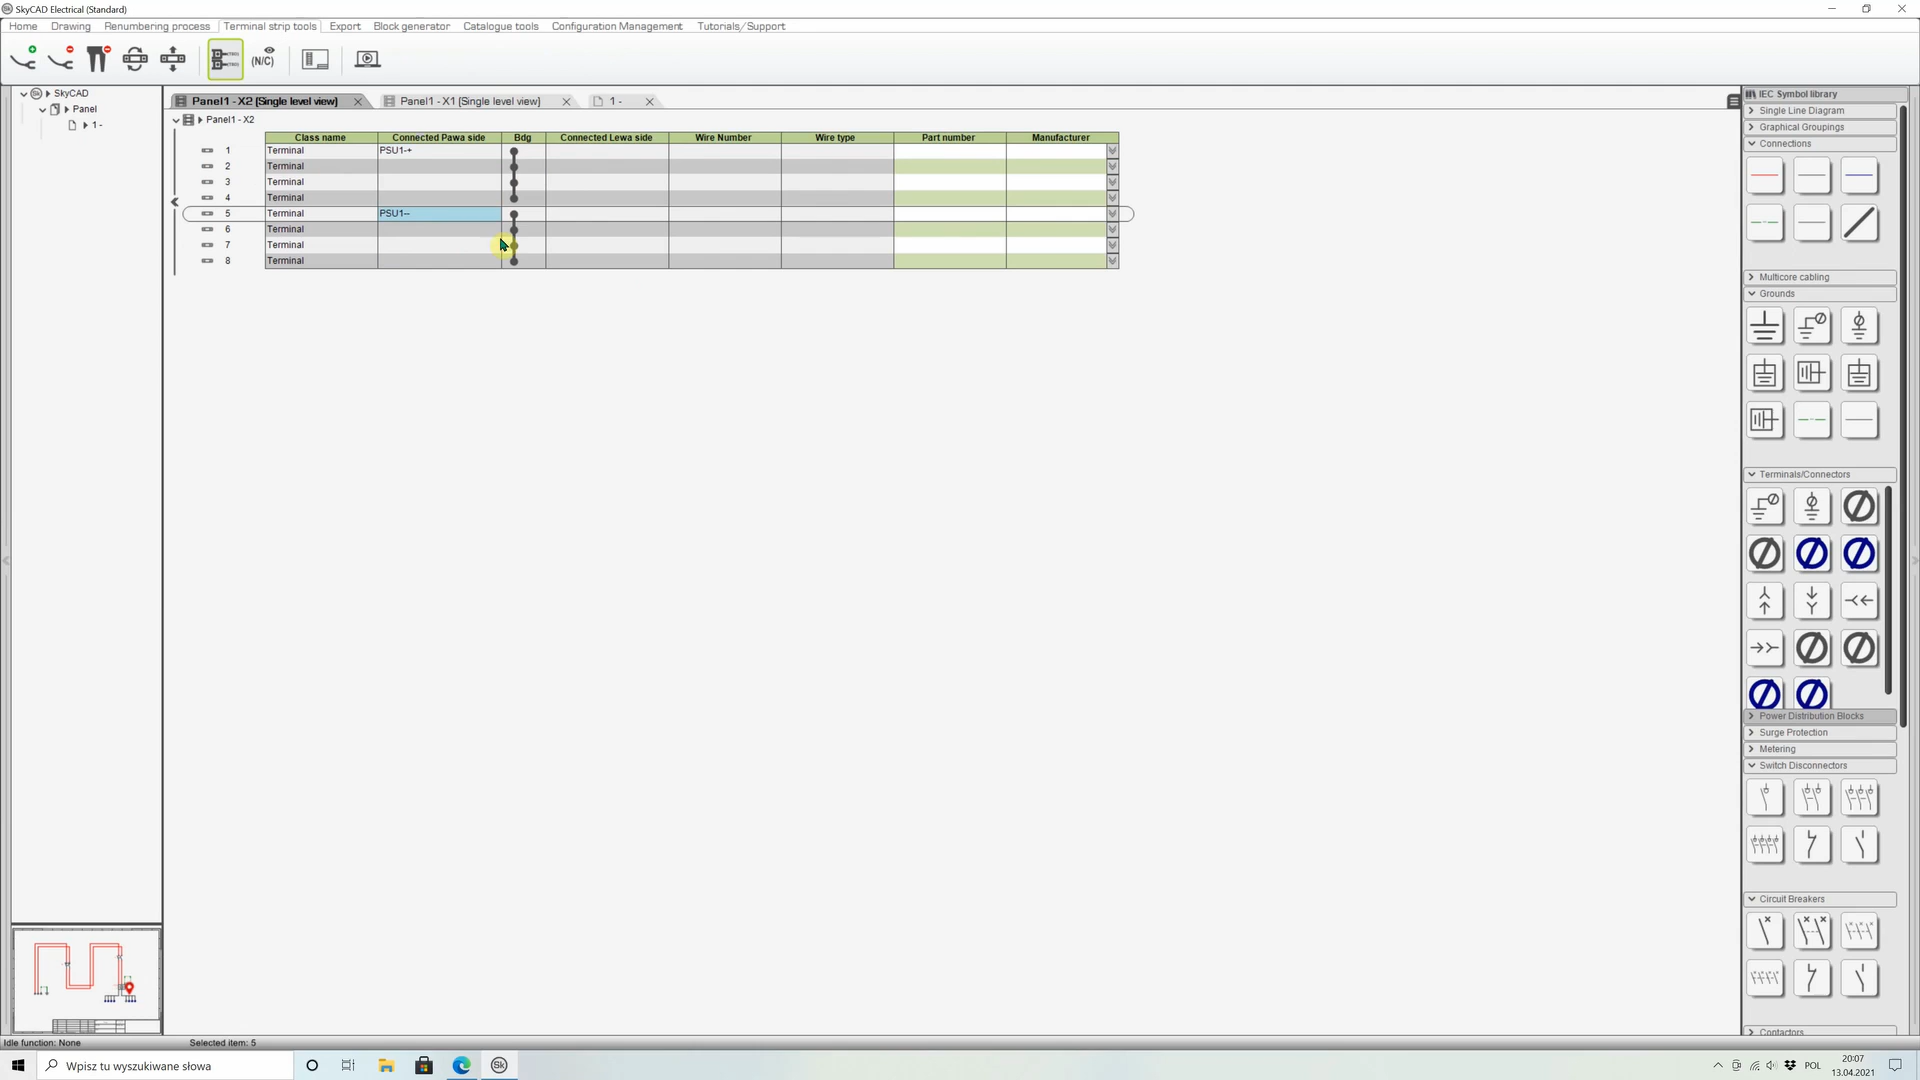 SkyCAD Electrical (Standard)
Home Drawing Renumbering process Terminal strip tools Export Block generator Catalogue tools Configuration Management Tutorials/Support
(N/C)
SkyCAD
Panel
1 -
Panel1 - X2 [Single level view]
Panel1 - X1 [Single level view]
1 -
Panel1 - X2
Class name Connected Pawa side Bdg Connected Lewa side Wire Number Wire type Part number Manufacturer
1 Terminal PSU1-+
2 Terminal
3 Terminal
4 Terminal
5 Terminal PSU1--
6 Terminal
7 Terminal
8 Terminal
IEC Symbol library
Single Line Diagram
Graphical Groupings
Connections
Multicore cabling
Grounds
Terminals/Connectors
Power Distribution Blocks
Surge Protection
Metering
Switch Disconnectors
Circuit Breakers
Contactors
Idle function: None
Selected item: 5
Wpisz tu wyszukiwane słowa
Sk
POL
20:07
13.04.2021